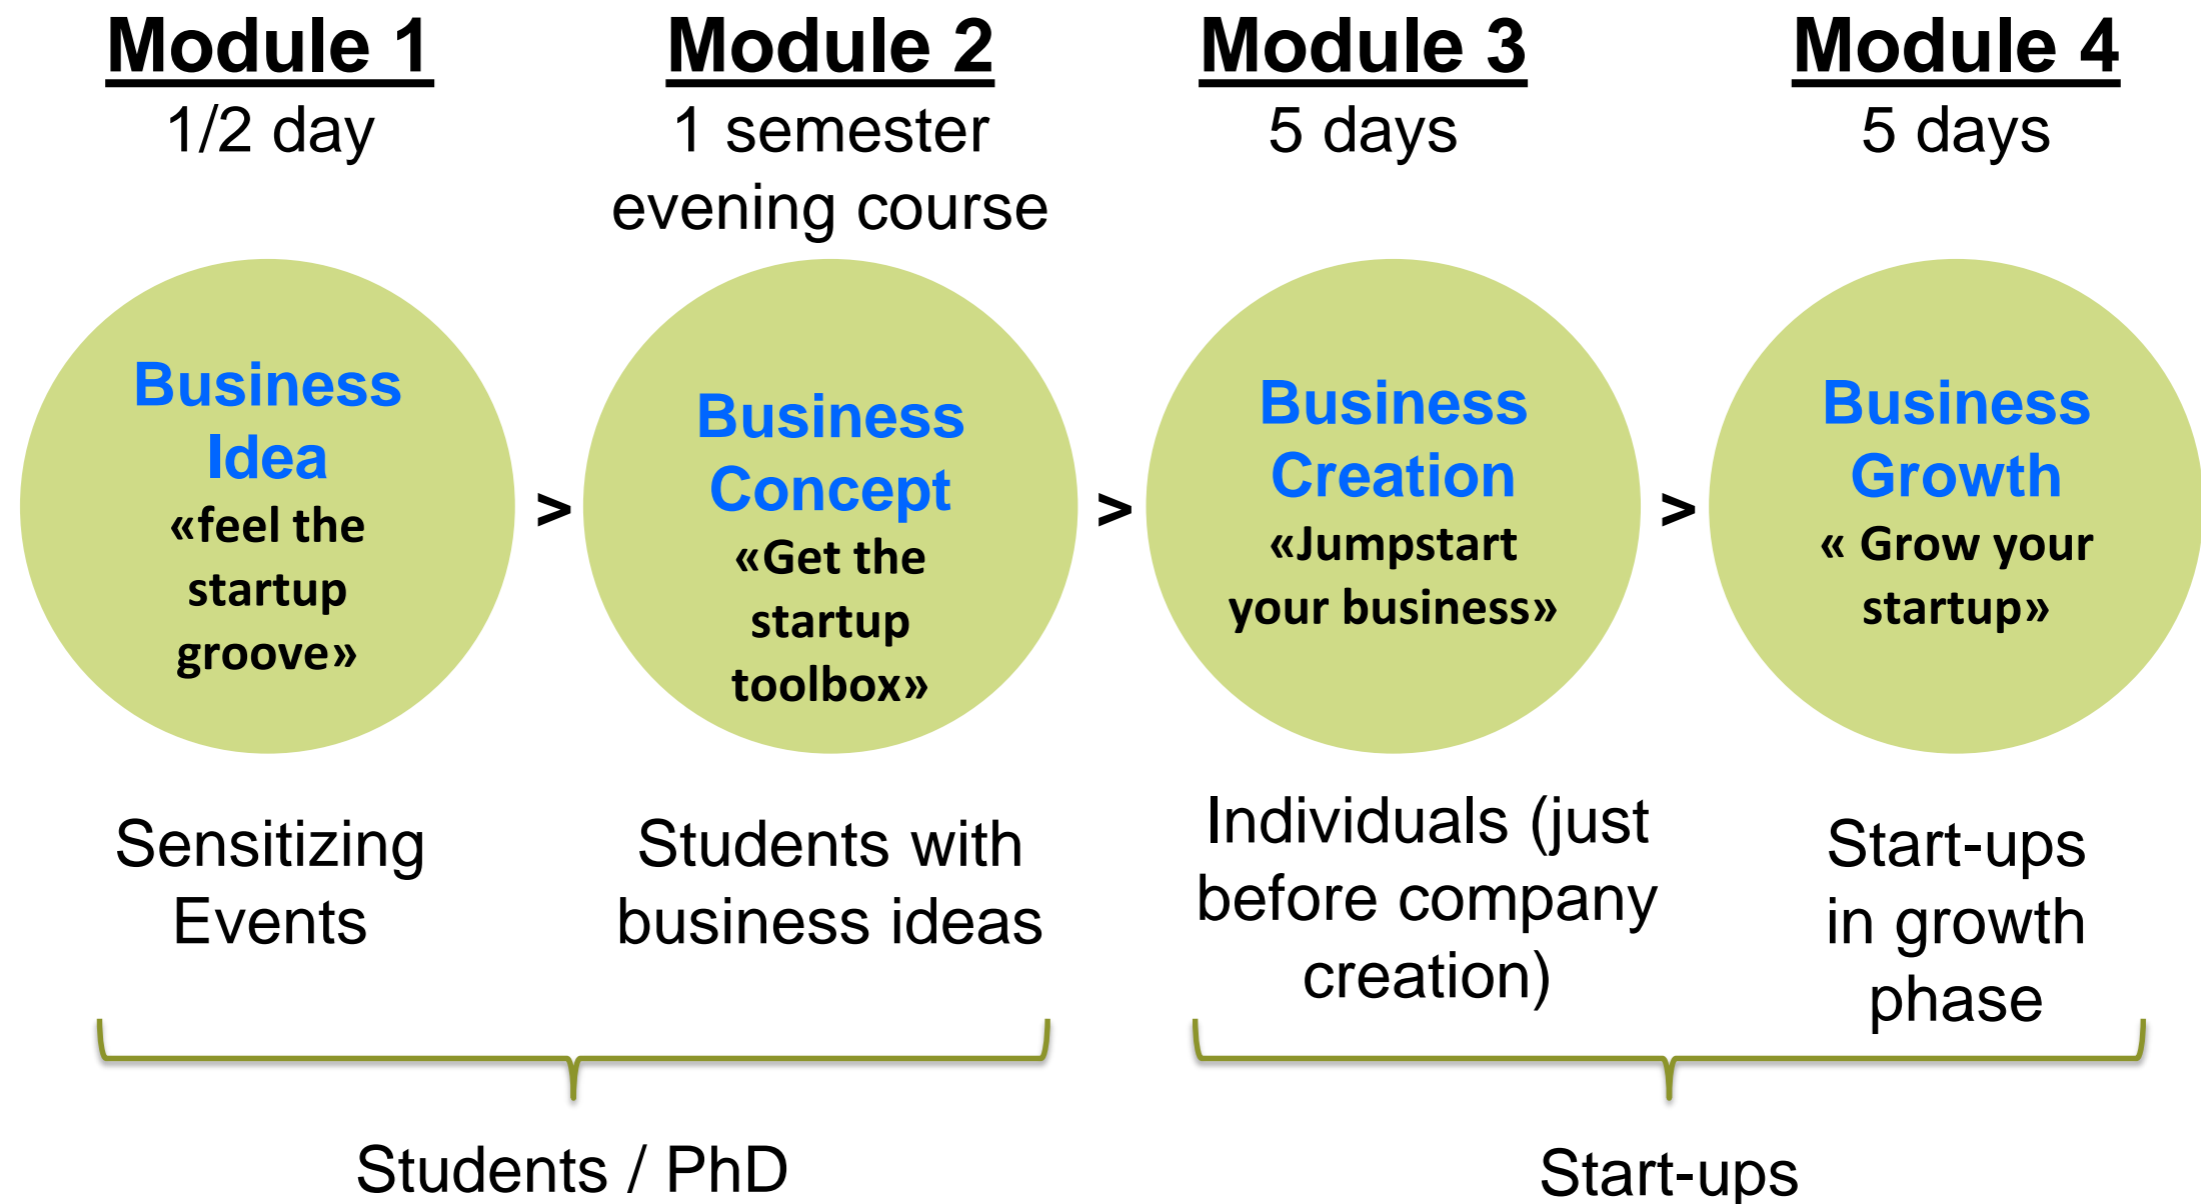 Module 1
1/2 day
Module 2
1 semester
evening course
Module 3
5 days
Module 4
5 days
Business
Idea
«feel the
startup
groove»
>
Business
Concept
«Get the
startup
toolbox»
>
Business
Creation
«Jumpstart
your business»
>
Business
Growth
« Grow your
startup»
Sensitizing
Events
Students with
business ideas
Individuals (just
before company
creation)
Start-ups
in growth
phase
Students / PhD
Start-ups